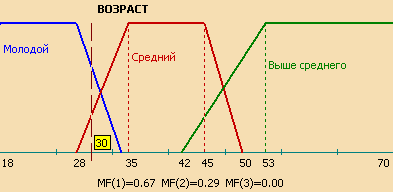 ВОЗРАСТ
Молодой
Средний
Выше среднего
30
18 28 35 42 45 50 53 70
MF(1)=0.67 MF(2)=0.29 MF(3)=0.00